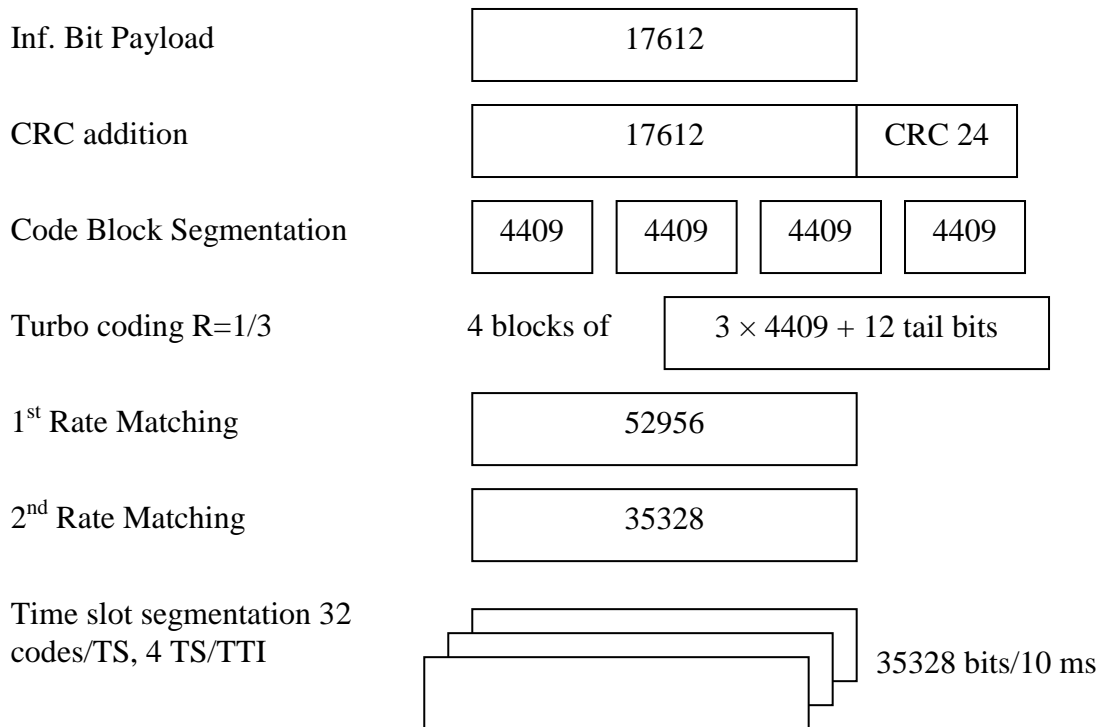 Inf. Bit Payload
17612
CRC addition
17612
CRC 24
Code Block Segmentation
4409
4409
4409
4409
Turbo coding R=1/3
4 blocks of
3 × 4409 + 12 tail bits
1st Rate Matching
52956
2nd Rate Matching
35328
Time slot segmentation 32
codes/TS, 4 TS/TTI
35328 bits/10 ms